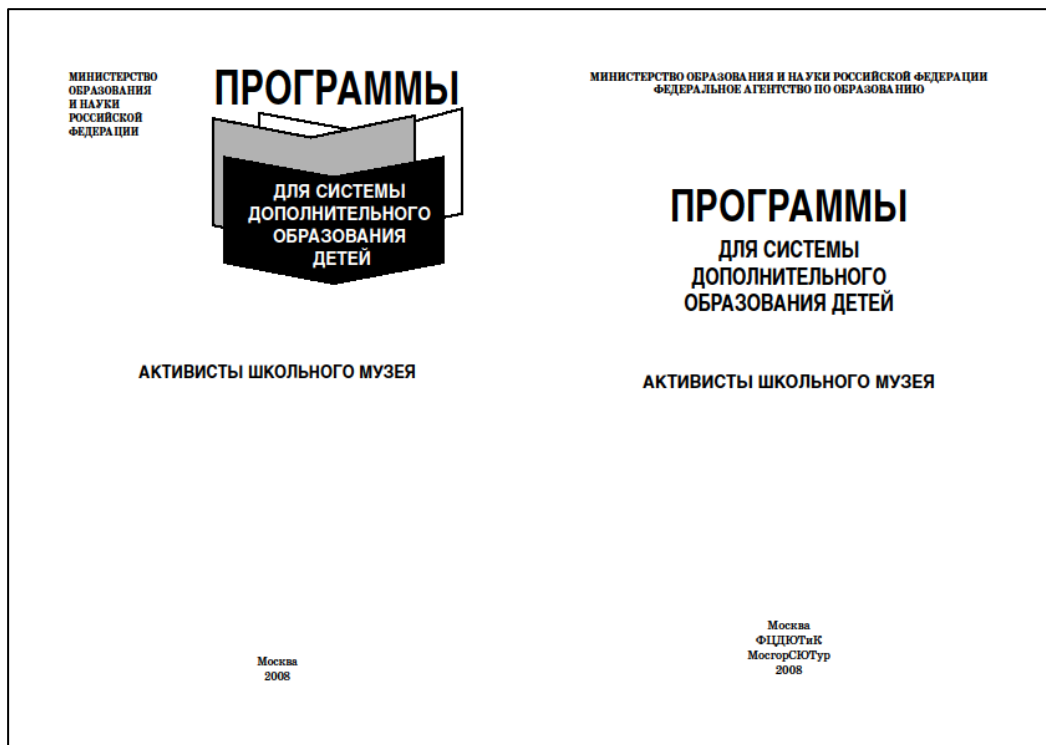 МИНИСТЕРСТВО
ОБРАЗОВАНИЯ
И НАУКИ
РОССИЙСКОЙ
ФЕДЕРАЦИИ
ПРОГРАММЫ
ДЛЯ СИСТЕМЫ
ДОПОЛНИТЕЛЬНОГО
ОБРАЗОВАНИЯ
ДЕТЕЙ
АКТИВИСТЫ ШКОЛЬНОГО МУЗЕЯ
Москва
2008
МИНИСТЕРСТВО ОБРАЗОВАНИЯ И НАУКИ РОССИЙСКОЙ ФЕДЕРАЦИИ
ФЕДЕРАЛЬНОЕ АГЕНТСТВО ПО ОБРАЗОВАНИЮ
ПРОГРАММЫ
ДЛЯ СИСТЕМЫ
ДОПОЛНИТЕЛЬНОГО
ОБРАЗОВАНИЯ ДЕТЕЙ
АКТИВИСТЫ ШКОЛЬНОГО МУЗЕЯ
Москва
ФЦДЮТиК
МосгорСЮТур
2008